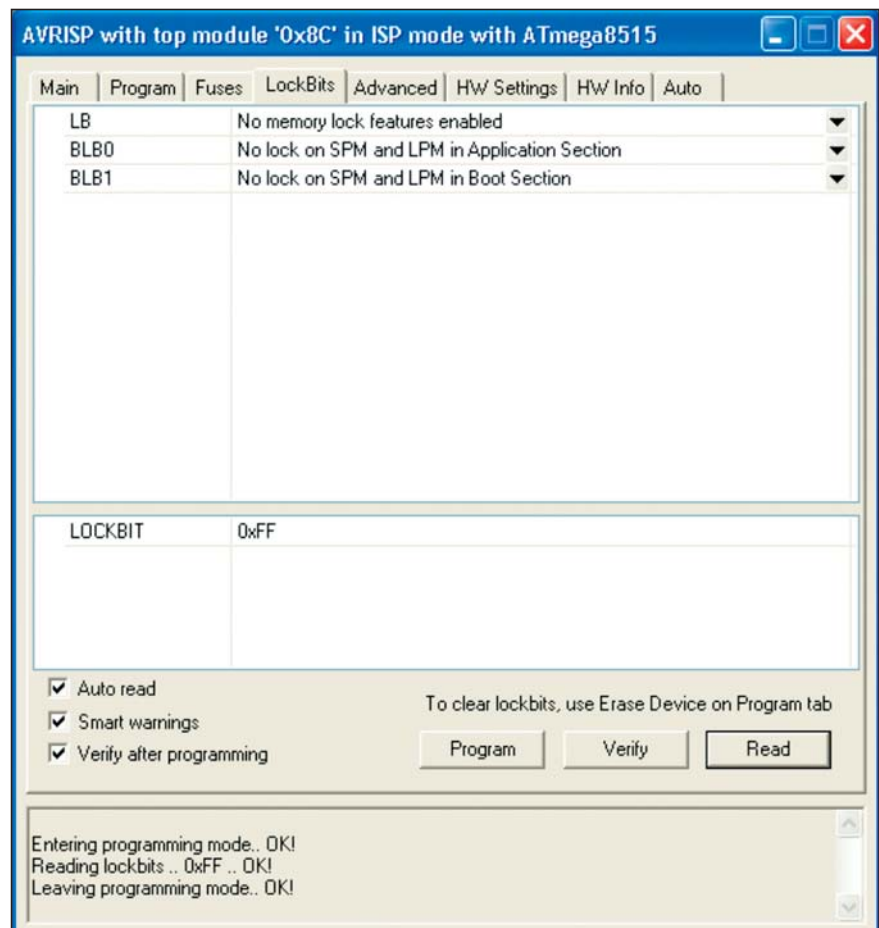 AVRISP with top module '0x8C' in ISP mode with ATmega8515
Main Program Fuses LockBits Advanced HW Settings HW Info Auto
LB No memory lock features enabled
BLB0 No lock on SPM and LPM in Application Section
BLB1 No lock on SPM and LPM in Boot Section
LOCKBIT 0xFF
Auto read
To clear lockbits, use Erase Device on Program tab
Smart warnings
Verify after programming
Program Verify Read
Entering programming mode.. OK!
Reading lockbits .. 0xFF .. OK!
Leaving programming mode.. OK!